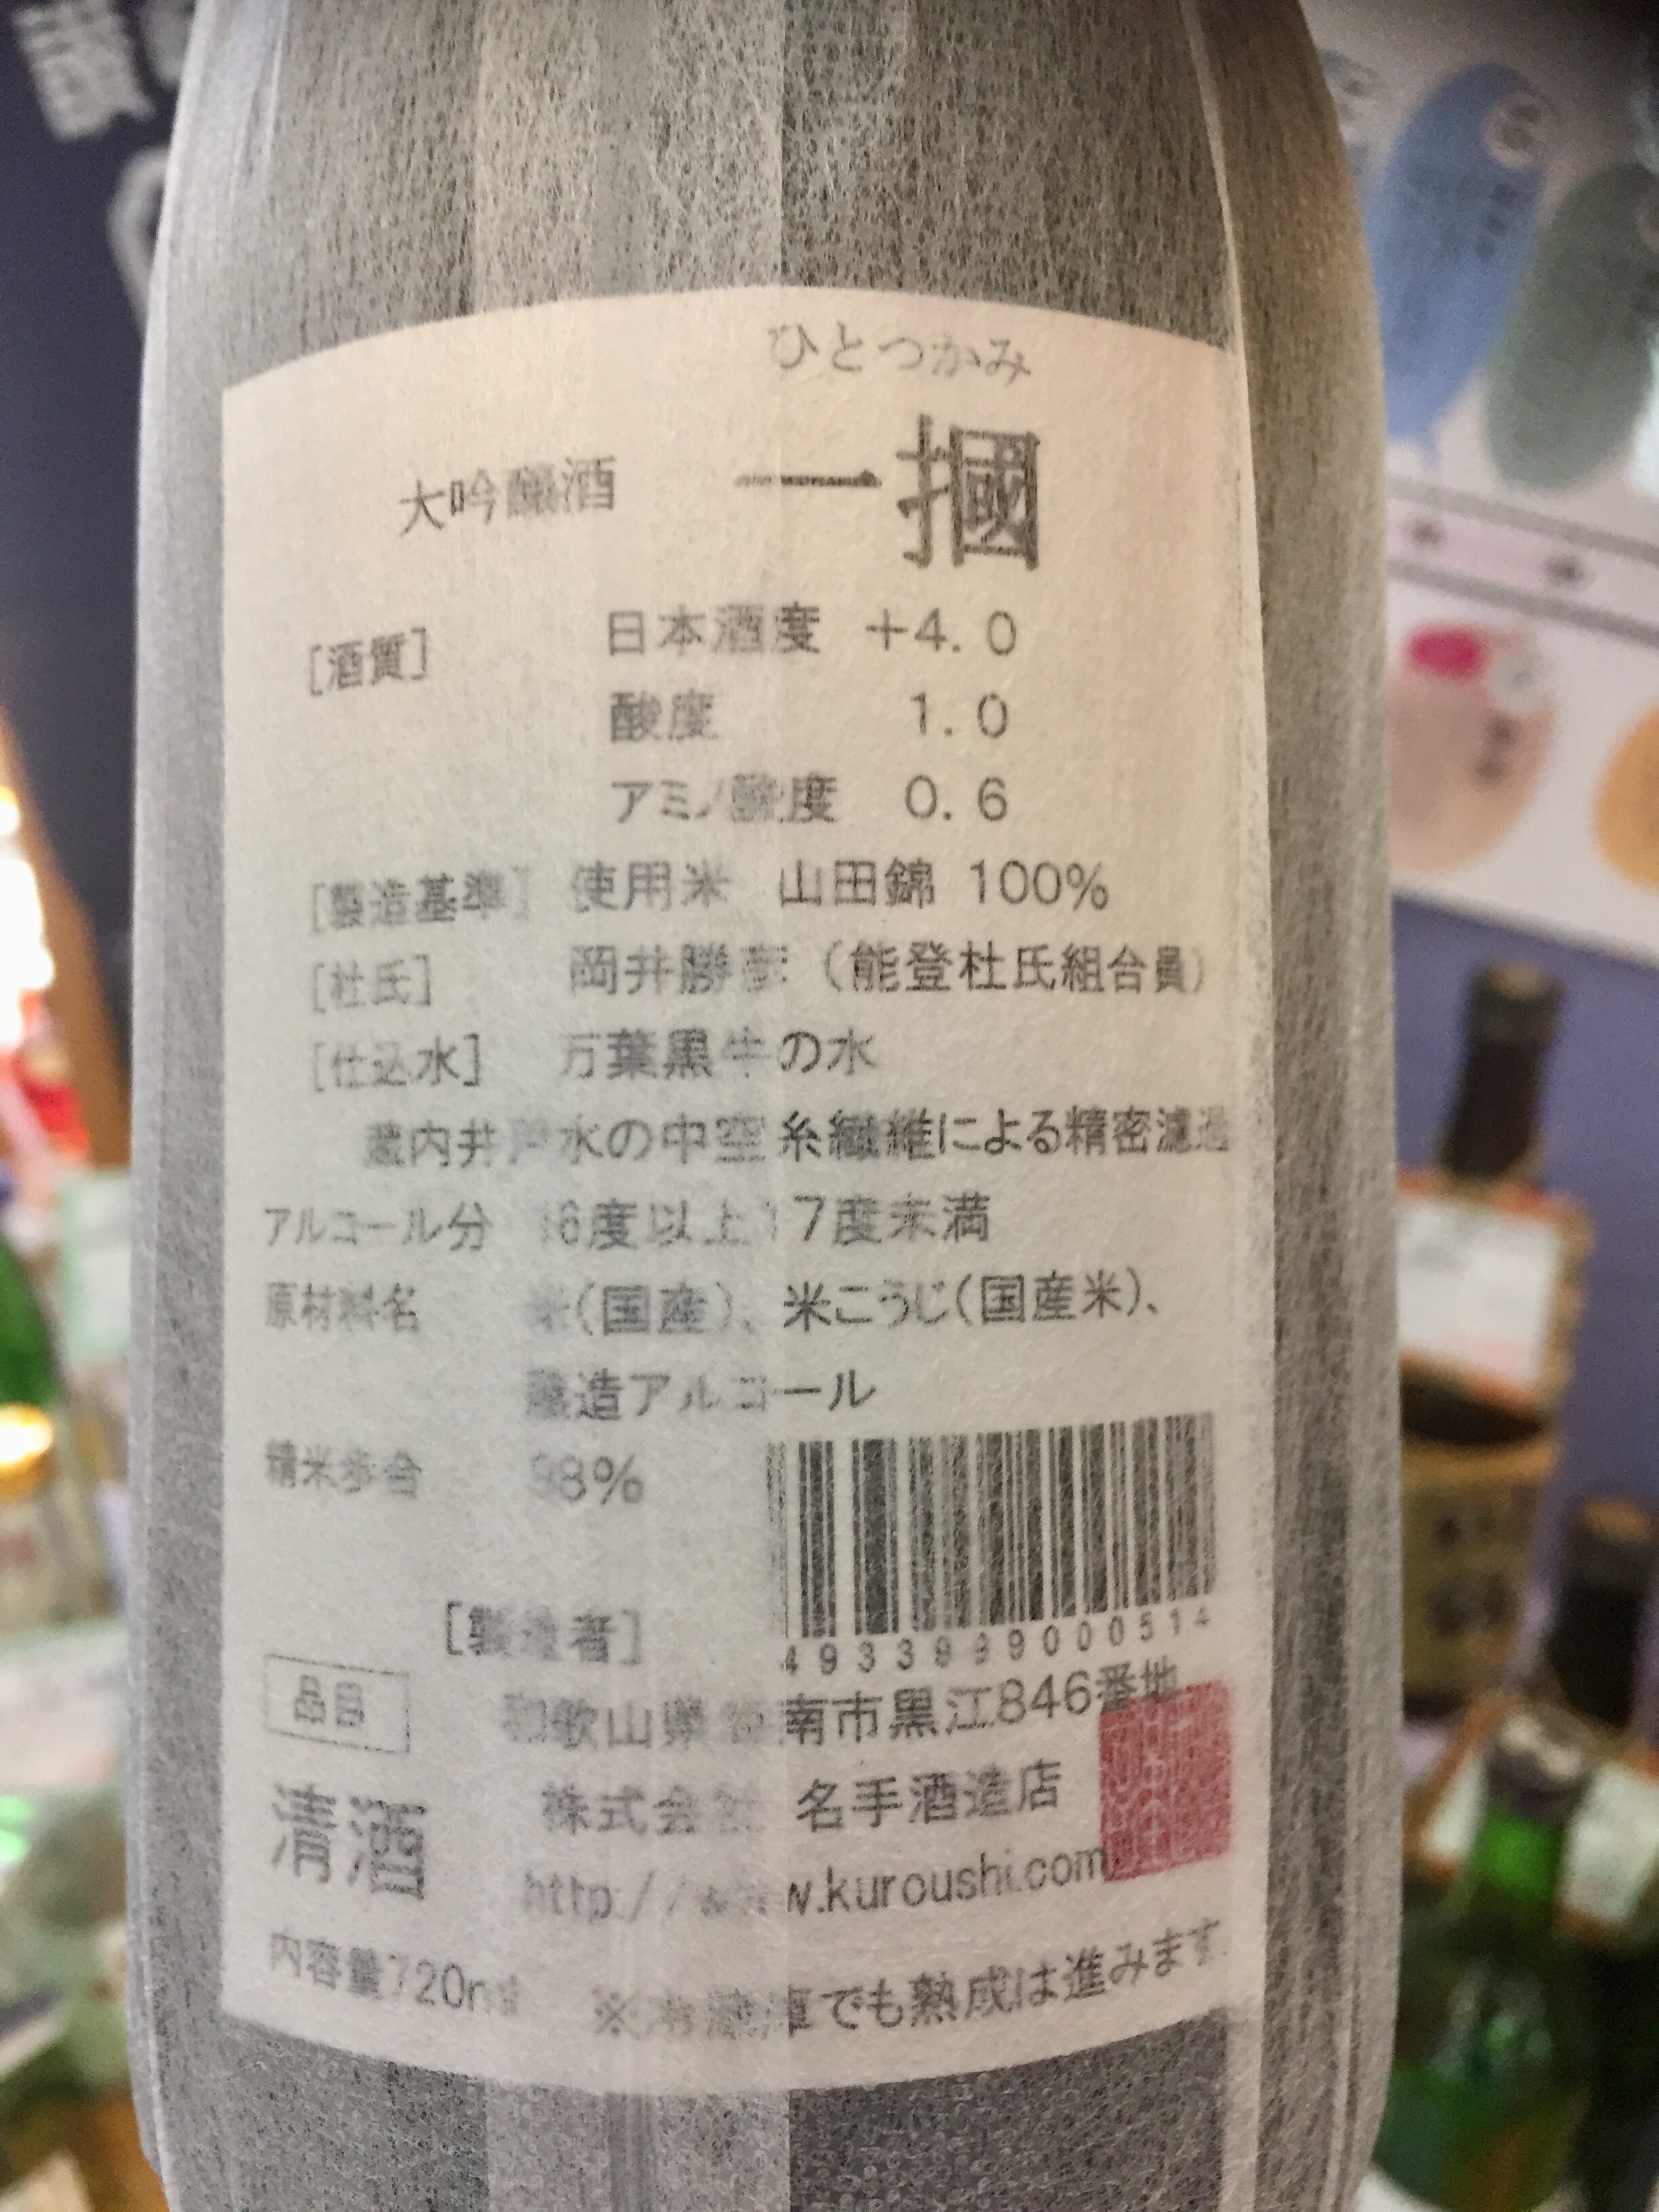 ひとつかみ
大吟醸酒 一摑
[酒質] 日本酒度 +4.0
酸度 1.0
アミノ酸度 0.6
[製造基準] 使用米 山田錦 100%
[杜氏] 岡井勝彦（能登杜氏組合員）
[仕込水] 万葉黒牛の水
蔵内井戸水の中空糸繊維による精密濾過
アルコール分 16度以上17度未満
原材料名 米(国産)、米こうじ(国産米)、
醸造アルコール
精米歩合
[製造者]
品目
和歌山県海南市黒江846番地
清酒
株式会社 名手酒造店
http://www.kuroushi.com
内容量720ml
※冷蔵庫でも熟成は進みます